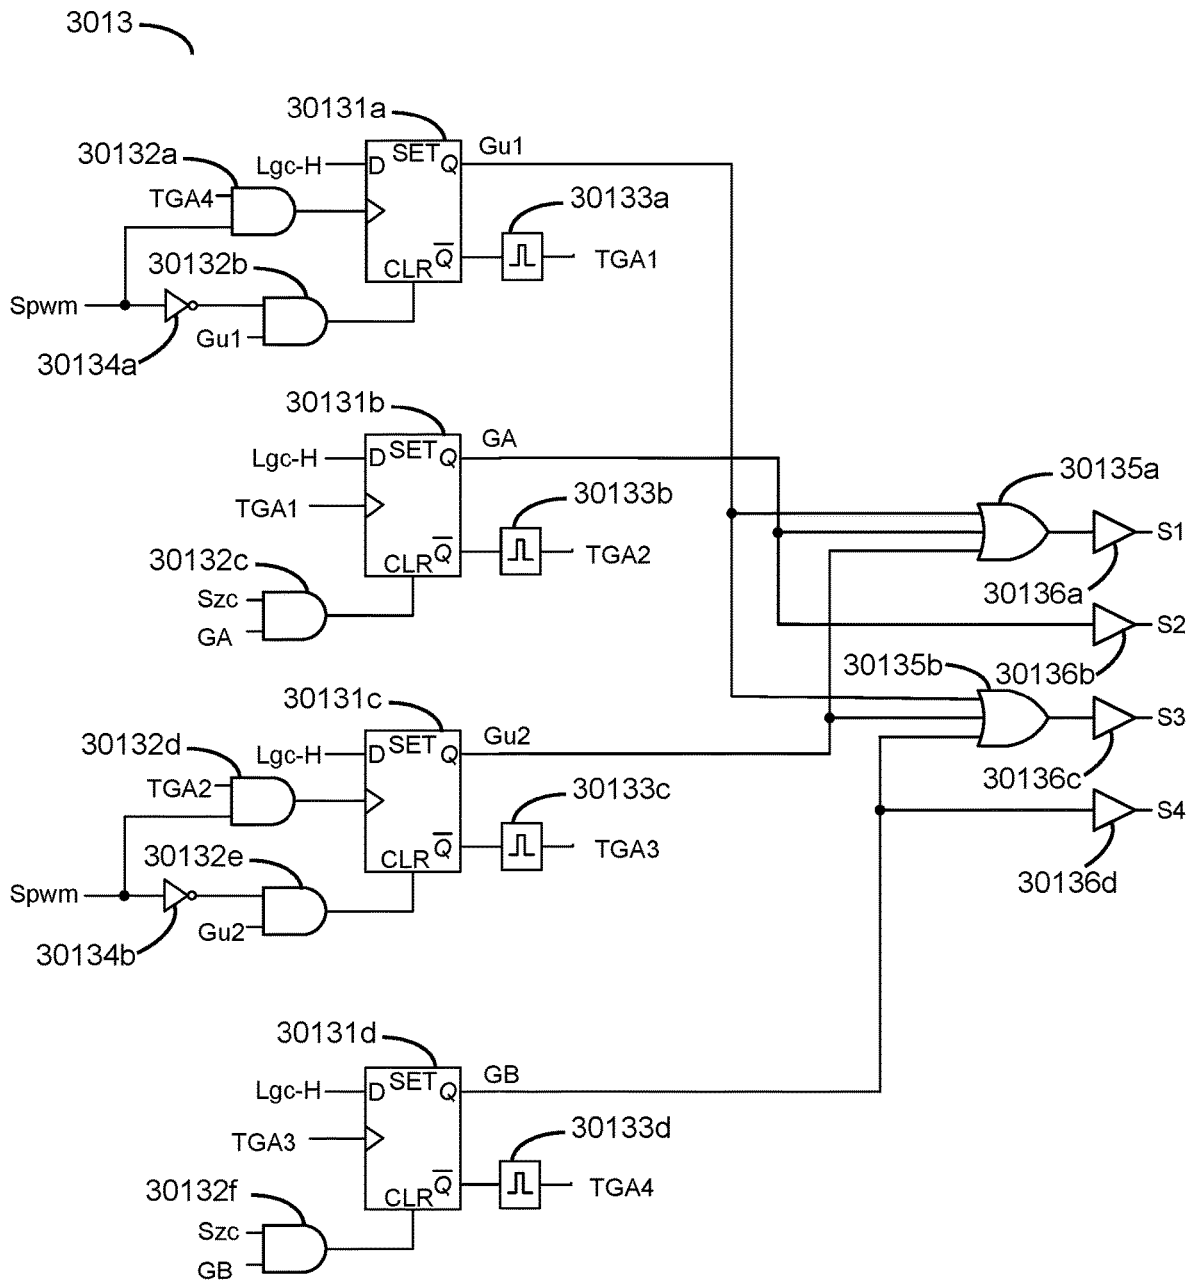 3013
30131a
30132a
Lgc-H
D
SET
Q
Gu1
TGA4
30133a
30132b
CLR
Q
TGA1
Spwm
Gu1
30134a
30131b
Lgc-H
D
SET
Q
GA
TGA1
30133b
30132c
CLR
Q
TGA2
Szc
GA
30135a
S1
30136a
S2
30135b
30136b
S3
30136c
S4
30136d
30131c
30132d
Lgc-H
D
SET
Q
Gu2
TGA2
30133c
30132e
CLR
Q
TGA3
Spwm
Gu2
30134b
30131d
Lgc-H
D
SET
Q
GB
TGA3
30133d
30132f
CLR
Q
TGA4
Szc
GB